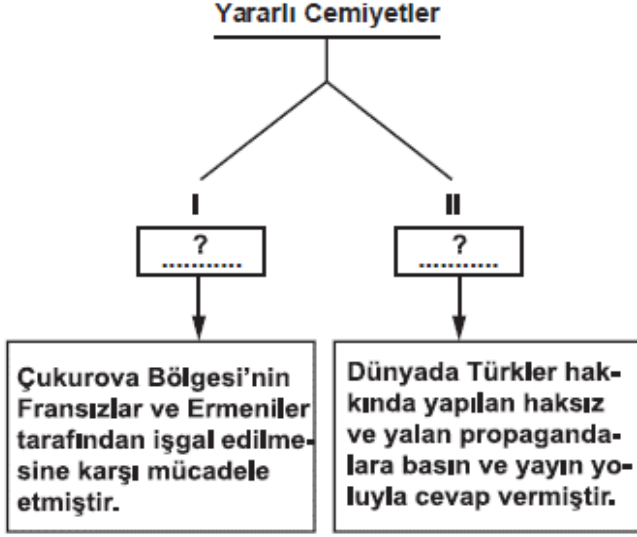 Yararlı Cemiyetler
I
II
?
...........
?
...........
Çukurova Bölgesi’nin
Fransızlar ve Ermeniler
tarafından işgal edilme-
sine karşı mücadele
etmiştir.
Dünyada Türkler hak-
kında yapılan haksız
ve yalan propaganda-
lara basın ve yayın yo-
luyla cevap vermiştir.